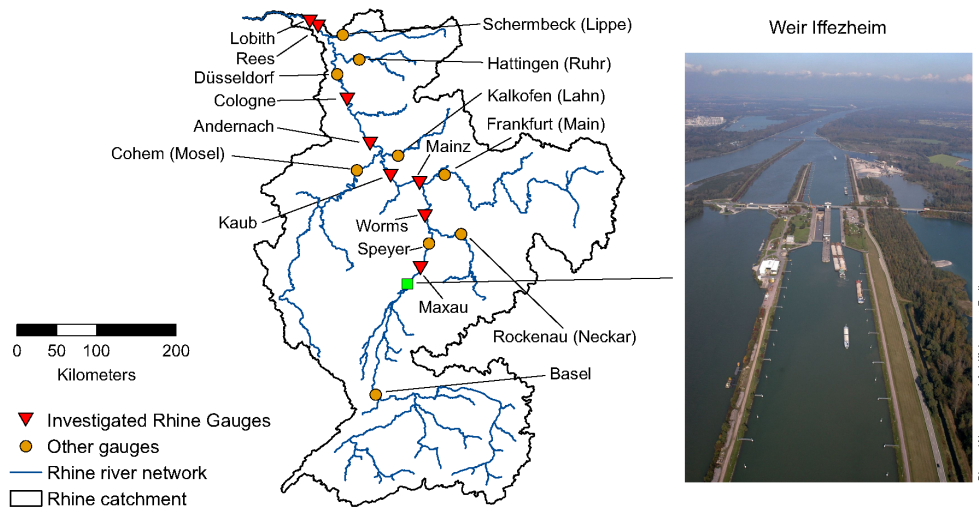 Weir Iffezheim
Schermbeck (Lippe)
Lobith
Rees
Hattingen (Ruhr)
Düsseldorf
Cologne
Kalkofen (Lahn)
Andernach
Frankfurt (Main)
Mainz
Cohem (Mosel)
Kaub
Worms
Speyer
Maxau
Rockenau (Neckar)
0 50 100 200
Kilometers
Basel
Investigated Rhine Gauges
Other gauges
Rhine river network
Rhine catchment